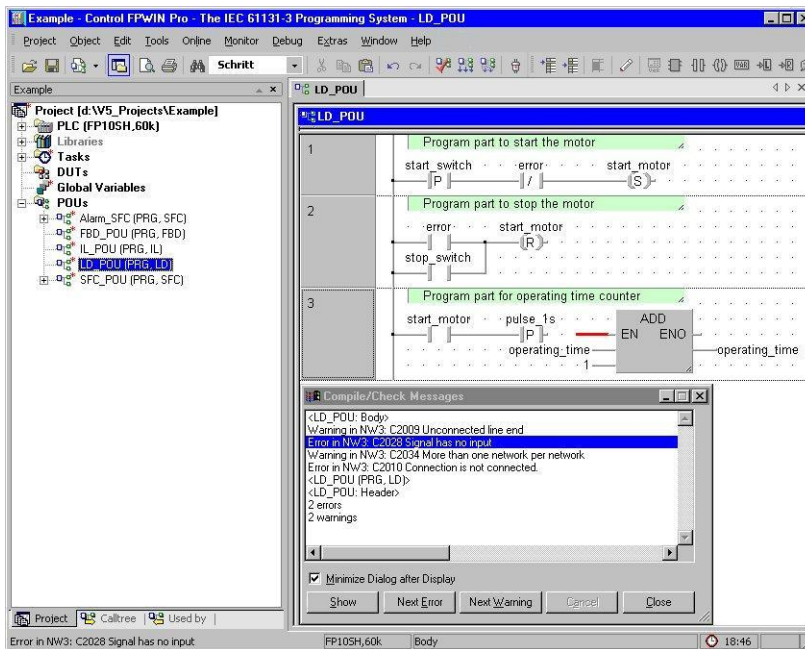 Example - Control FPWIN Pro - The IEC 61131-3 Programming System - LD_POU
Project Object Edit Tools Online Monitor Debug Extras Window Help
Schritt
Example
LD_POU
Project [d:\V5_Projects\Example]
PLC (FP10SH,60k)
Libraries
Tasks
DUTs
Global Variables
POUs
Alarm_SFC (PRG, SFC)
FBD_POU (PRG, FBD)
IL_POU (PRG, IL)
LD_POU (PRG, LD)
SFC_POU (PRG, SFC)
LD_POU
1
Program part to start the motor
start_switch error start_motor
P / S
2
Program part to stop the motor
error start_motor
R
stop_switch
3
Program part for operating time counter
start_motor pulse_1s ADD
P EN ENO
operating_time operating_time
1
Compile/Check Messages
<LD_POU: Body>
Warning in NW3: C2009 Unconnected line end
Error in NW3: C2028 Signal has no input
Warning in NW3: C2034 More than one network per network
Error in NW3: C2010 Connection is not connected.
<LD_POU (PRG, LD)>
<LD_POU: Header>
2 errors
2 warnings
Minimize Dialog after Display
Show Next Error Next Warning Cancel Close
Project Calltree Used by
Error in NW3: C2028 Signal has no input FP10SH,60k Body 18:46